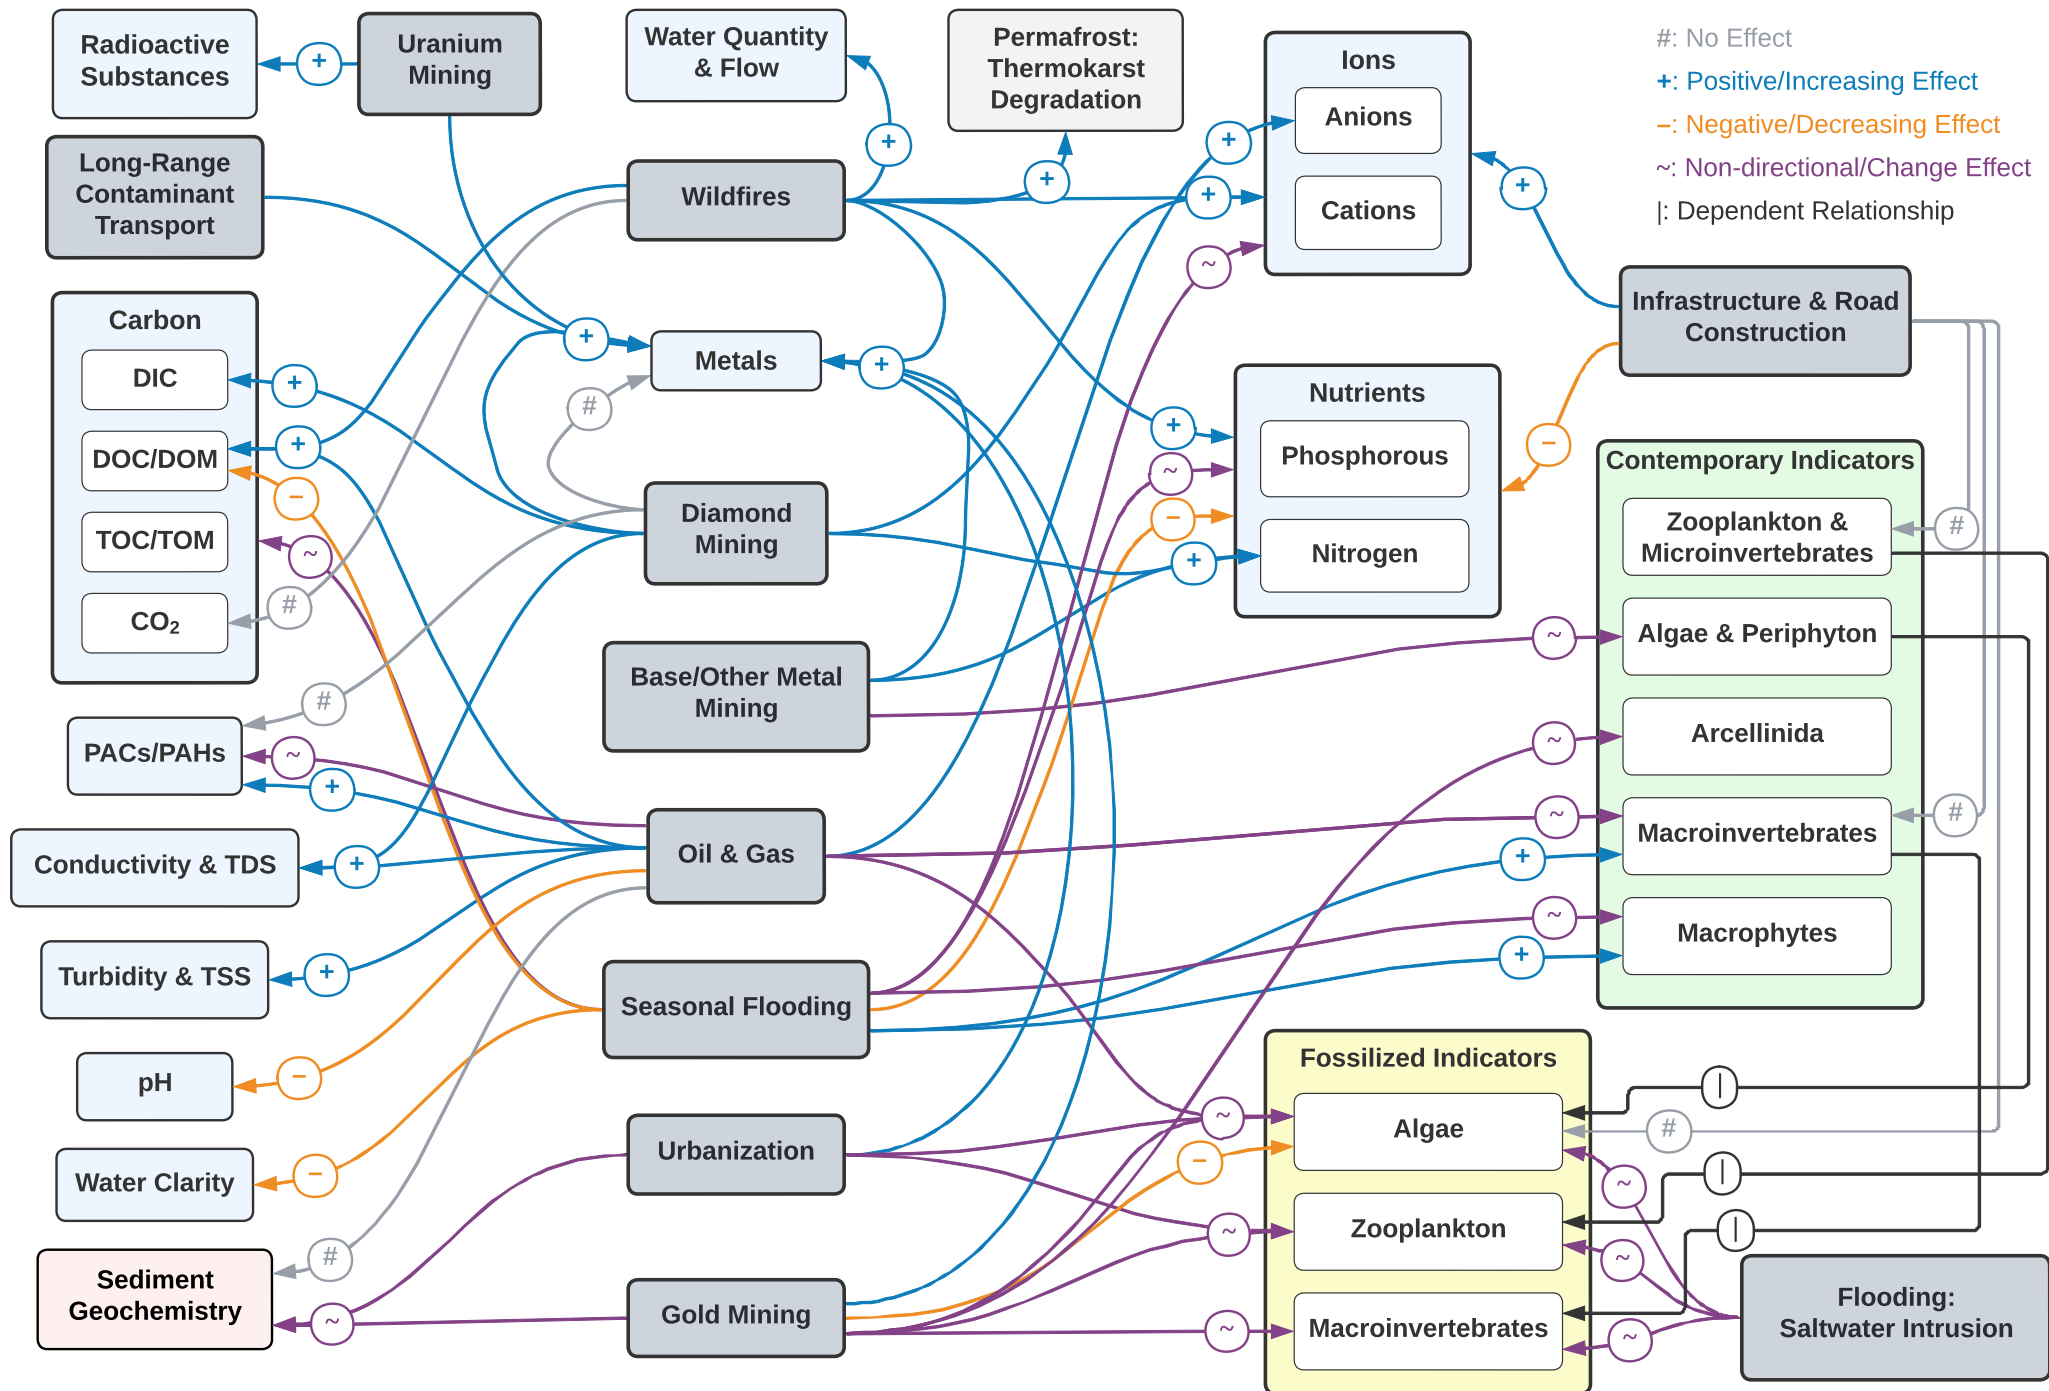 Radioactive
Substances
+
Uranium
Mining
Water Quantity
& Flow
+
Permafrost:
Thermokarst
Degradation
+
Ions
Anions
Cations
+
+
~
+
#: No Effect
+: Positive/Increasing Effect
–: Negative/Decreasing Effect
~: Non-directional/Change Effect
|: Dependent Relationship
Long-Range
Contaminant
Transport
Wildfires
Infrastructure & Road
Construction
Carbon
DIC
DOC/DOM
TOC/TOM
CO₂
+
+
–
~
#
+
Metals
+
#
Nutrients
Phosphorous
Nitrogen
+
~
–
+
–
Diamond
Mining
Contemporary Indicators
Zooplankton &
Microinvertebrates
#
Algae & Periphyton
~
Arcellinida
~
Macroinvertebrates
~
+
#
Macrophytes
~
+
Base/Other Metal
Mining
PACs/PAHs
#
~
+
Conductivity & TDS
+
Oil & Gas
Turbidity & TSS
+
Seasonal Flooding
pH
–
Water Clarity
–
Urbanization
Sediment
Geochemistry
#
~
Gold Mining
Fossilized Indicators
Algae
Zooplankton
Macroinvertebrates
~
–
~
~
|
#
|
~
|
~
~
Flooding:
Saltwater Intrusion